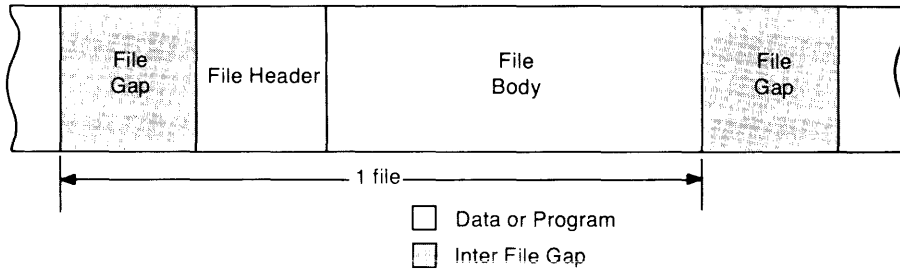 File
Gap
File Header
File
Body
File
Gap
1 file
Data or Program
Inter File Gap